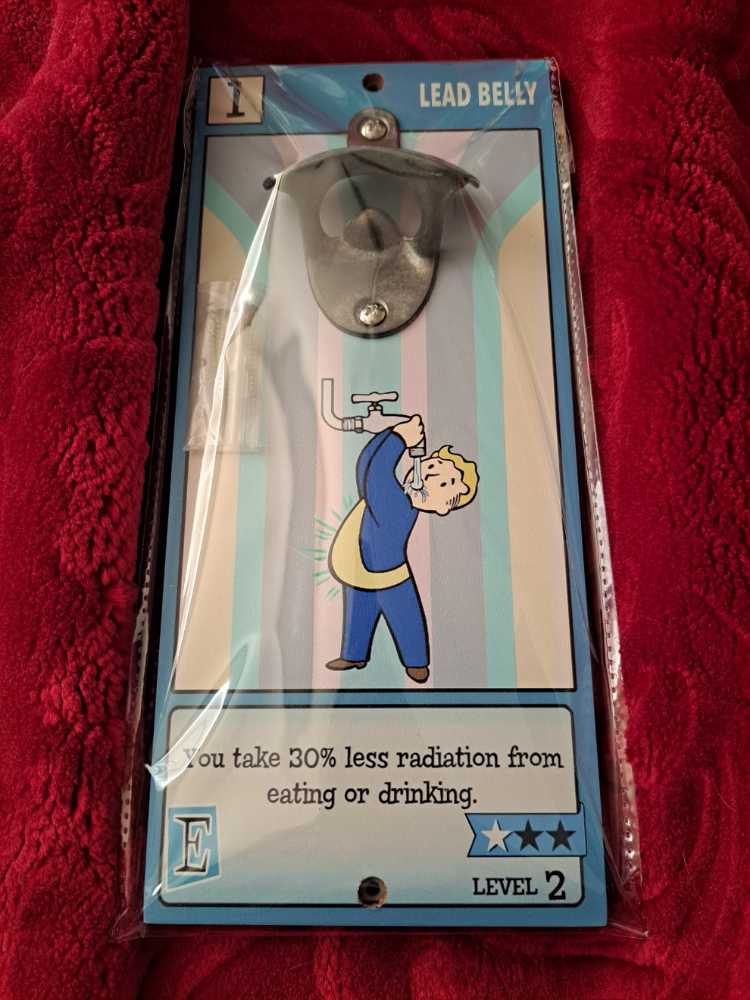 1
LEAD BELLY
You take 30% less radiation from
eating or drinking.
E
LEVEL 2